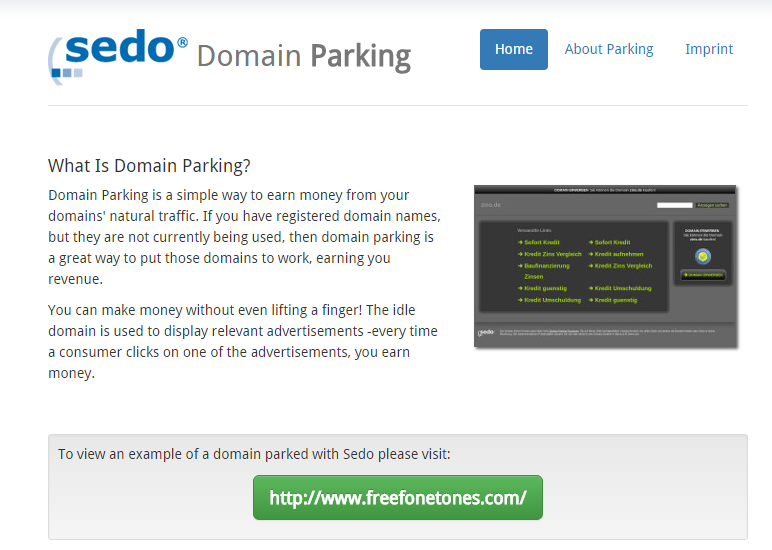 sedo® Domain Parking
Home
About Parking
Imprint
What Is Domain Parking?
Domain Parking is a simple way to earn money from your
domains' natural traffic. If you have registered domain names,
but they are not currently being used, then domain parking is
a great way to put those domains to work, earning you
revenue.
You can make money without even lifting a finger! The idle
domain is used to display relevant advertisements -every time
a consumer clicks on one of the advertisements, you earn
money.
zins.de
Verwandte Links
Sofort Kredit
Sofort Kredit
Kredit Zins Vergleich
Kredit aufnehmen
Baufinanzierung
Zinsen
Kredit Zins Vergleich
Kredit guenstig
Kredit Umschuldung
Kredit Umschuldung
Kredit guenstig
DOMAIN ERWERBEN
sedo
To view an example of a domain parked with Sedo please visit:
http://www.freefonetones.com/